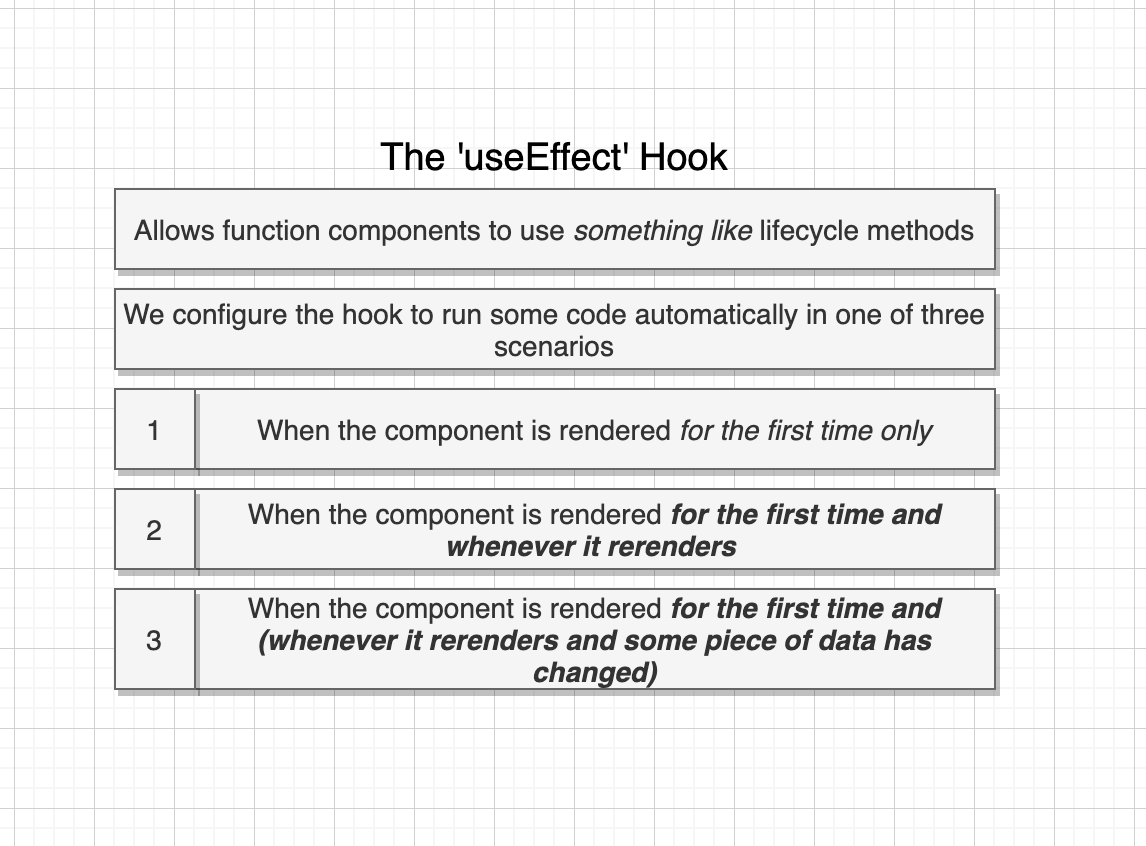 The 'useEffect' Hook
Allows function components to use something like lifecycle methods
We configure the hook to run some code automatically in one of three
scenarios
1
When the component is rendered for the first time only
2
When the component is rendered for the first time and
whenever it rerenders
3
When the component is rendered for the first time and
(whenever it rerenders and some piece of data has
changed)